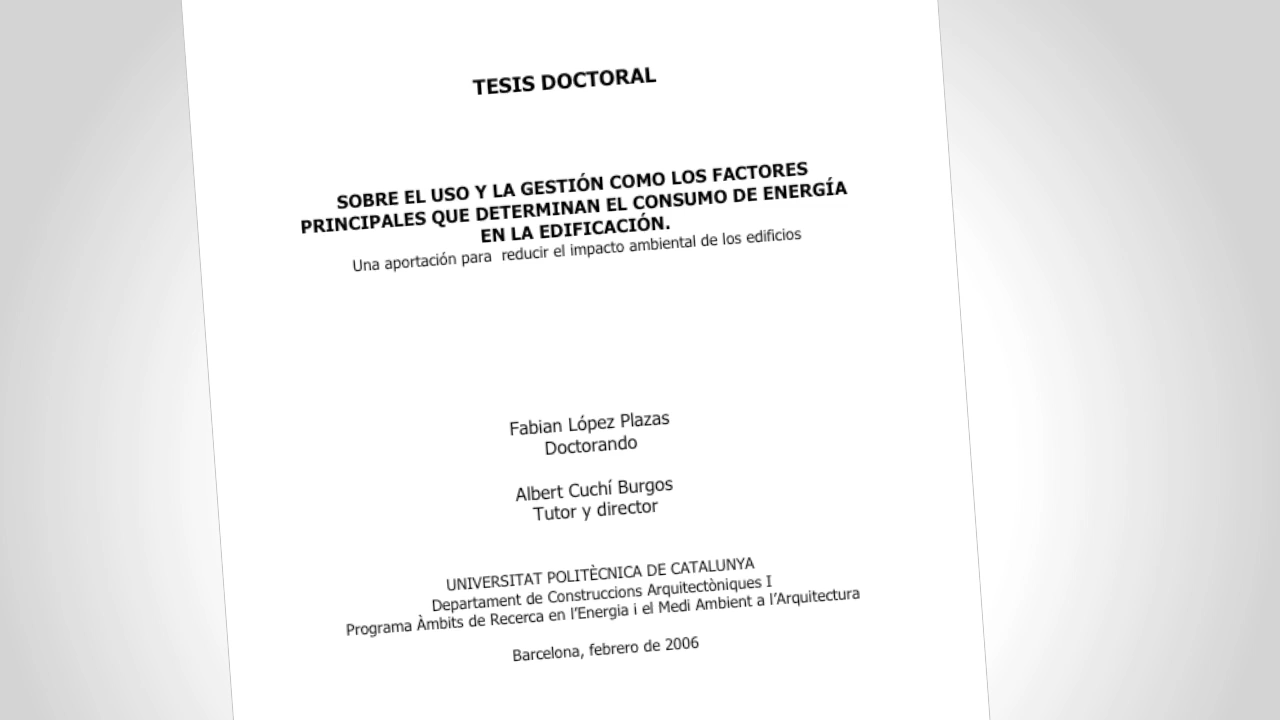 TESIS DOCTORAL
SOBRE EL USO Y LA GESTIÓN COMO LOS FACTORES
PRINCIPALES QUE DETERMINAN EL CONSUMO DE ENERGÍA
EN LA EDIFICACIÓN.
Una aportación para reducir el impacto ambiental de los edificios
Fabian López Plazas
Doctorando
Albert Cuchí Burgos
Tutor y director
UNIVERSITAT POLITÈCNICA DE CATALUNYA
Departament de Construccions Arquitectòniques I
Programa Àmbits de Recerca en l'Energia i el Medi Ambient a l'Arquitectura
Barcelona, febrero de 2006